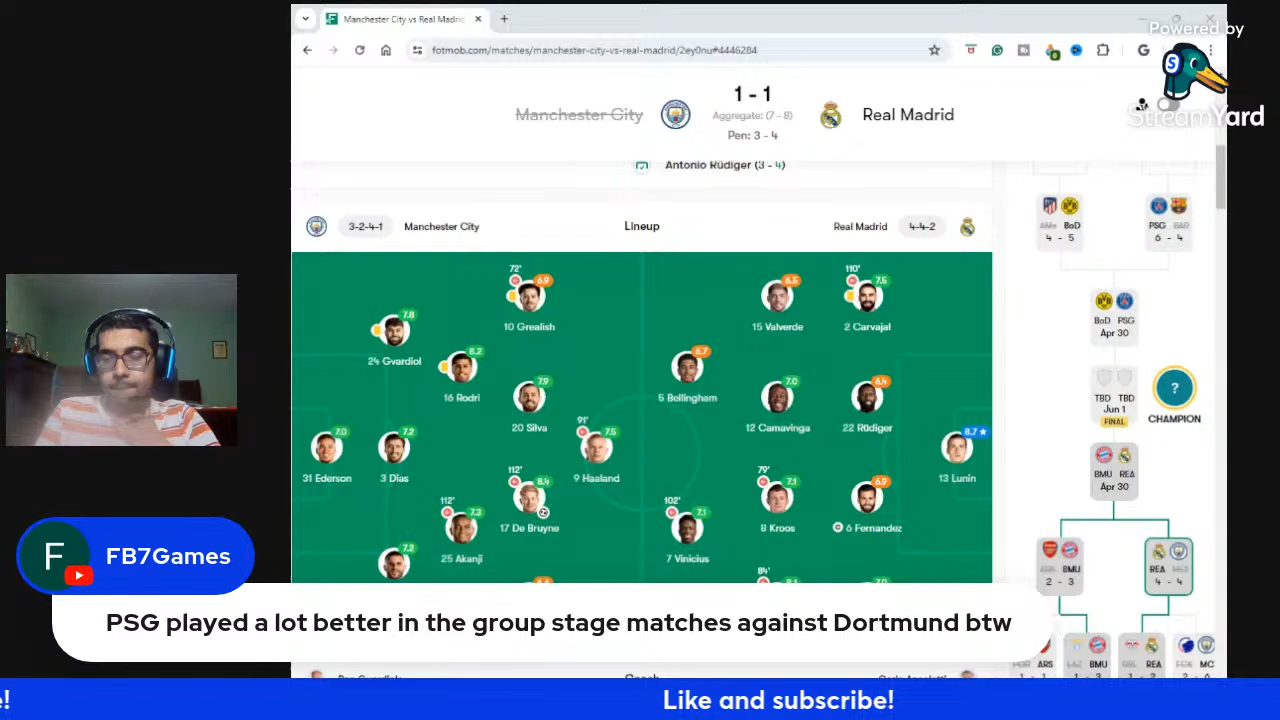 Manchester City vs Real Madri
fotmob.com/matches/manchester-city-vs-real-madrid/2ey0nu#4446284
Powered by
StreamYard
Manchester City
1 - 1
Real Madrid
Aggregate: (7 - 8)
Pen: 3 - 4
Antonio Rüdiger (3 - 4)
3-2-4-1
Manchester City
Lineup
Real Madrid
4-4-2
72'
6.9
10 Grealish
6.5
15 Valverde
110'
7.5
2 Carvajal
7.8
24 Gvardiol
8.2
16 Rodri
7.9
20 Silva
6.7
5 Bellingham
7.0
12 Camavinga
6.4
22 Rüdiger
7.0
31 Ederson
7.2
3 Dias
91'
7.5
9 Haaland
8.7
13 Lunin
112'
8.4
17 De Bruyne
79'
7.1
8 Kroos
6.9
6 Fernandez
112'
7.3
25 Akanji
102'
7.1
7 Vinicius
7.2
84'
BoD
4 - 5
PSG BAR
6 - 4
BoD PSG
Apr 30
TBD TBD
Jun 1
FINAL
?
CHAMPION
BMU REA
Apr 30
ARS BMU
2 - 3
REA
4 - 4
ARS
BMU
REA
MC
F
FB7Games
PSG played a lot better in the group stage matches against Dortmund btw
Coach
e!
Like and subscribe!